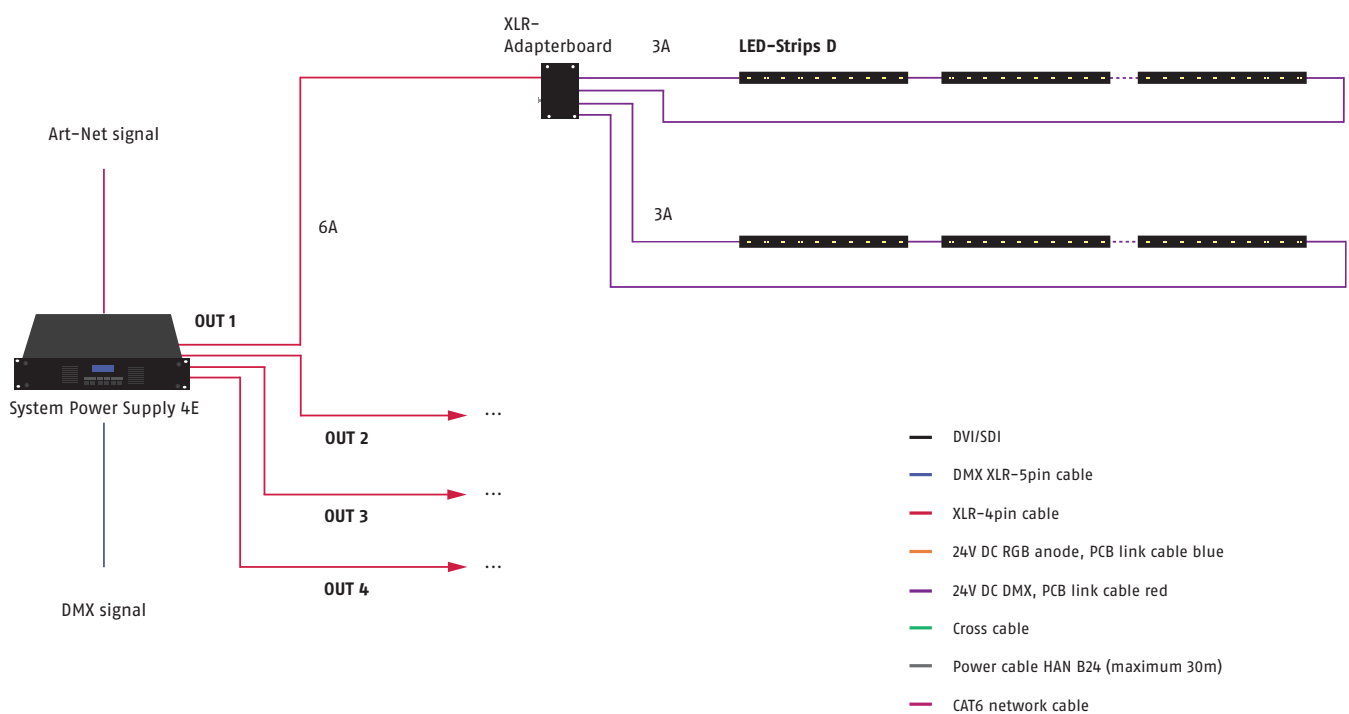 XLR-
Adapterboard
3A
LED-Strips D
Art-Net signal
6A
3A
OUT 1
System Power Supply 4E
...
OUT 2
...
OUT 3
...
OUT 4
DMX signal
DVI/SDI
DMX XLR-5pin cable
XLR-4pin cable
24V DC RGB anode, PCB link cable blue
24V DC DMX, PCB link cable red
Cross cable
Power cable HAN B24 (maximum 30m)
CAT6 network cable